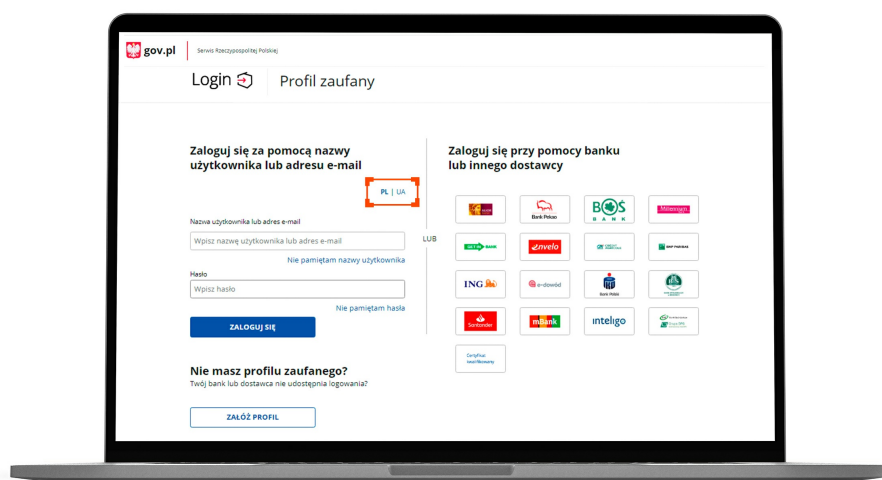 gov.pl
Serwis Rzeczypospolitej Polskiej
Login
Profil zaufany
Zaloguj się za pomocą nazwy
użytkownika lub adresu e-mail
PL | UA
Nazwa użytkownika lub adres e-mail
Wpisz nazwę użytkownika lub adres e-mail
Nie pamiętam nazwy użytkownika
Hasło
Wpisz hasło
Nie pamiętam hasła
ZALOGUJ SIĘ
Nie masz profilu zaufanego?
Twój bank lub dostawca nie udostępnia logowania?
ZAŁÓŻ PROFIL
LUB
Zaloguj się przy pomocy banku
lub innego dostawcy
Bank Pekao
BOŚ
BANK
Millennium
envelo
BNP PARIBAS
ING
e-dowód
Bank Polski
Santander
mBank
inteligo
Certyfikat
kwalifikowany